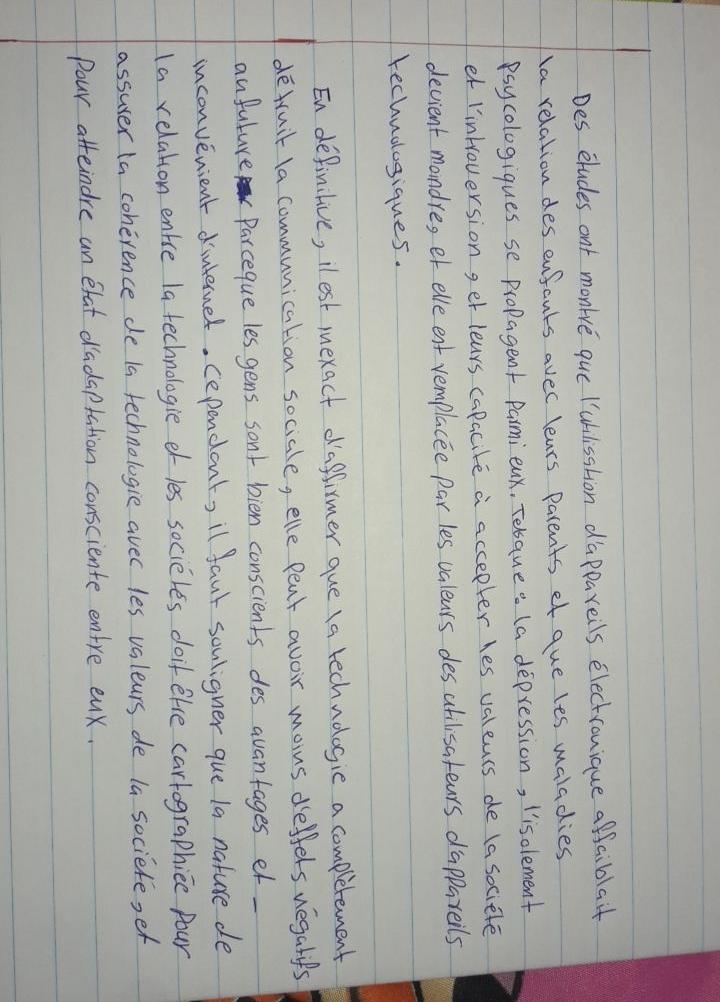 Des études ont montré que l'utilisstion d'appareils électronique affaiblait
la relation des enfants avec leurs parents et que les maladies
psycologiques se propagent parmi eux. Telsque : la dépression, l'isolement
et l'introversion, et leurs capacité à accepter les valeurs de la société
devient moindre, et elle est remplacée par les valeurs des utilisateurs d'appareils
technologiques.
En définitive, il est inexact d'affirmer que la technologie a complètement
détruit la communication sociale, elle peut avoir moins d'effets négatifs
au future parceque les gens sont bien conscients des avantages et -
inconvénient d'internet. Cependant, il faut souligner que la nature de
la relation entre la technologie et les sociétés doit être cartographiée pour
assurer la cohérence de la technologie avec les valeurs de la société, et
pour atteindre un état d'adaptation consciente entre eux.